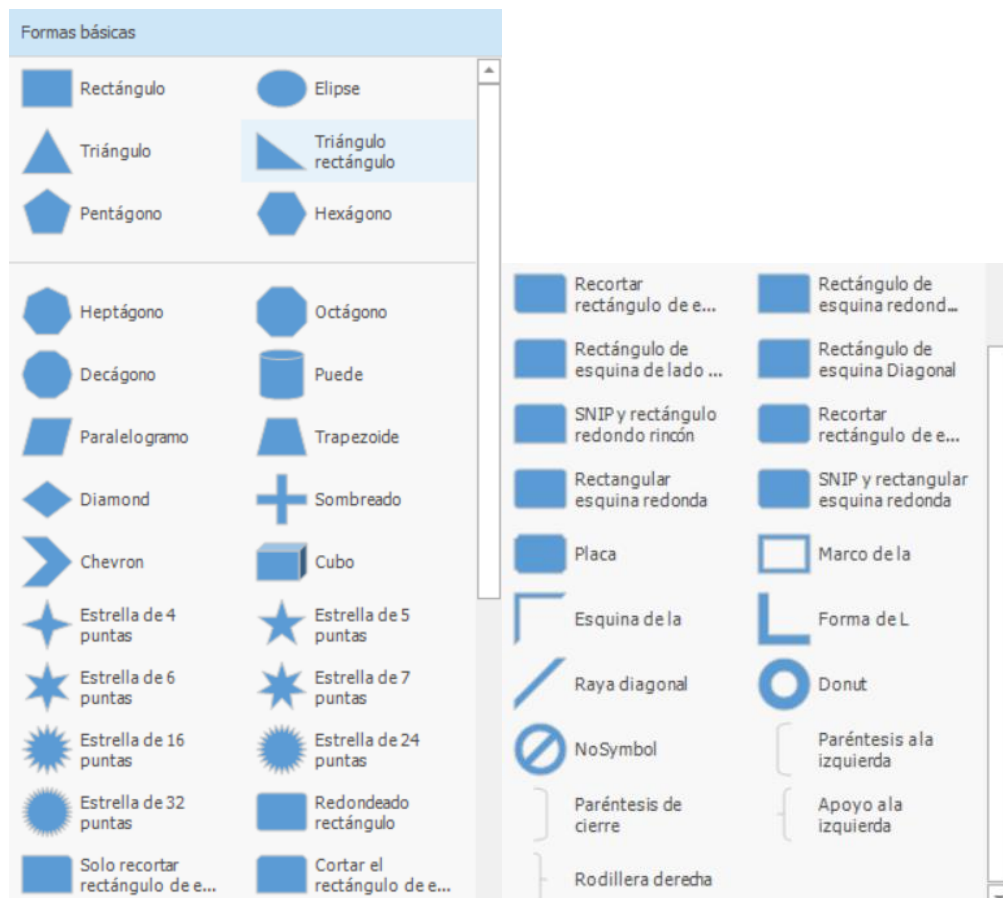 Formas básicas
Rectángulo
Elipse
Triángulo
Triángulo
rectángulo
Pentágono
Hexágono
Heptágono
Octágono
Decágono
Puede
Paralelogramo
Trapezoide
Diamond
Sombreado
Chevron
Cubo
Estrella de 4
puntas
Estrella de 5
puntas
Estrella de 6
puntas
Estrella de 7
puntas
Estrella de 16
puntas
Estrella de 24
puntas
Estrella de 32
puntas
Redondeado
rectángulo
Solo recortar
rectángulo de e...
Cortar el
rectángulo de e...
Recortar
rectángulo de e...
Rectángulo de
esquina redond...
Rectángulo de
esquina de lado ...
Rectángulo de
esquina Diagonal
SNIP y rectángulo
redondo rincón
Recortar
rectángulo de e...
Rectangular
esquina redonda
SNIP y rectangular
esquina redonda
Placa
Marco de la
Esquina de la
Forma de L
Raya diagonal
Donut
NoSymbol
Paréntesis a la
izquierda
Paréntesis de
cierre
Apoyo a la
izquierda
Rodillera derecha